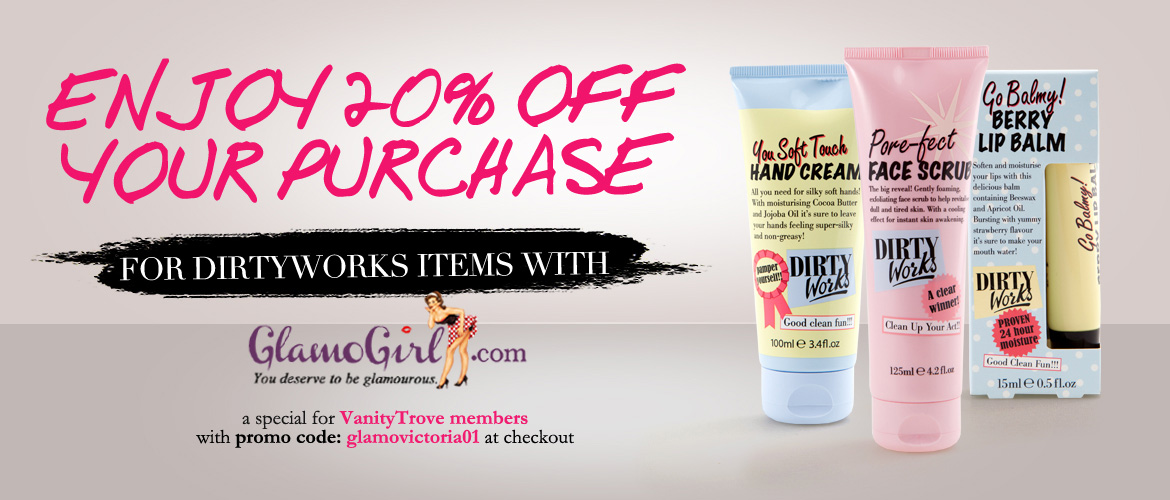 ENJOY 20% OFF
YOUR PURCHASE
FOR DIRTYWORKS ITEMS WITH
GlamoGirl.com
You deserve to be glamourous.
a special for VanityTrove members
with promo code: glamovictoria01 at checkout
You Soft Touch
HAND CREAM
All you need for silky soft hands!
With moisturising Cocoa Butter
and Jojoba Oil it's sure to leave
your hands feeling super-silky
and non-greasy!
pamper
yourself!!
DIRTY
Works
Good clean fun!!!
100ml e 3.4fl.oz
Pore-fect
FACE SCRUB
The big reveal! Gently foaming,
exfoliating face scrub to help
dull and tired skin. With a cooling
effect for instant skin awakening.
DIRTY
Works
A clear
winner!
Clean Up Your Act!!
125ml e 4.2fl.oz
Go Balmy!
BERRY
LIP BALM
Soften and moisturise
your lips with this
delicious balm
containing Beeswax
and Apricot Oil.
Bursting with yummy
strawberry flavour
it's sure to make your
mouth water!
DIRTY
Works
PROVEN
24 hour
moisture
Good Clean Fun!!!
15ml e 0.5fl.oz
Go Balmy!